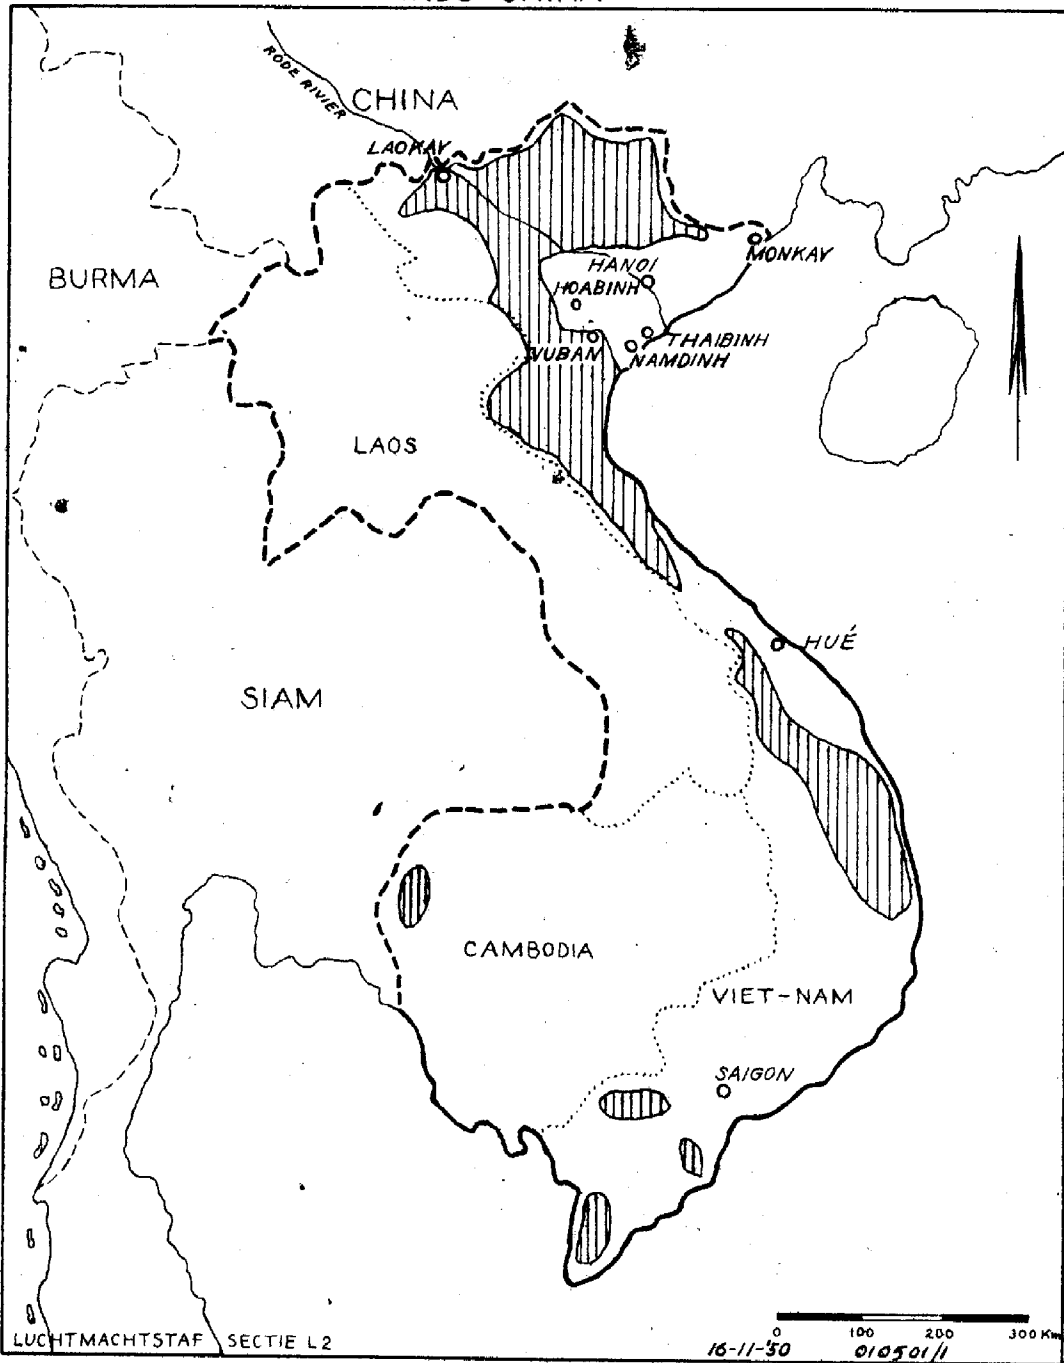 RODE RIVIER
CHINA
LAOKAY
MONKAY
BURMA
HANOI
HOABINH
THAIBINH
VUBAN
NAMDINH
LAOS
HUÉ
SIAM
CAMBODIA
VIET-NAM
SAIGON
LUCHTMACHTSTAF SECTIE L2
0 100 200 300 Km
16-11-'50 010501/1